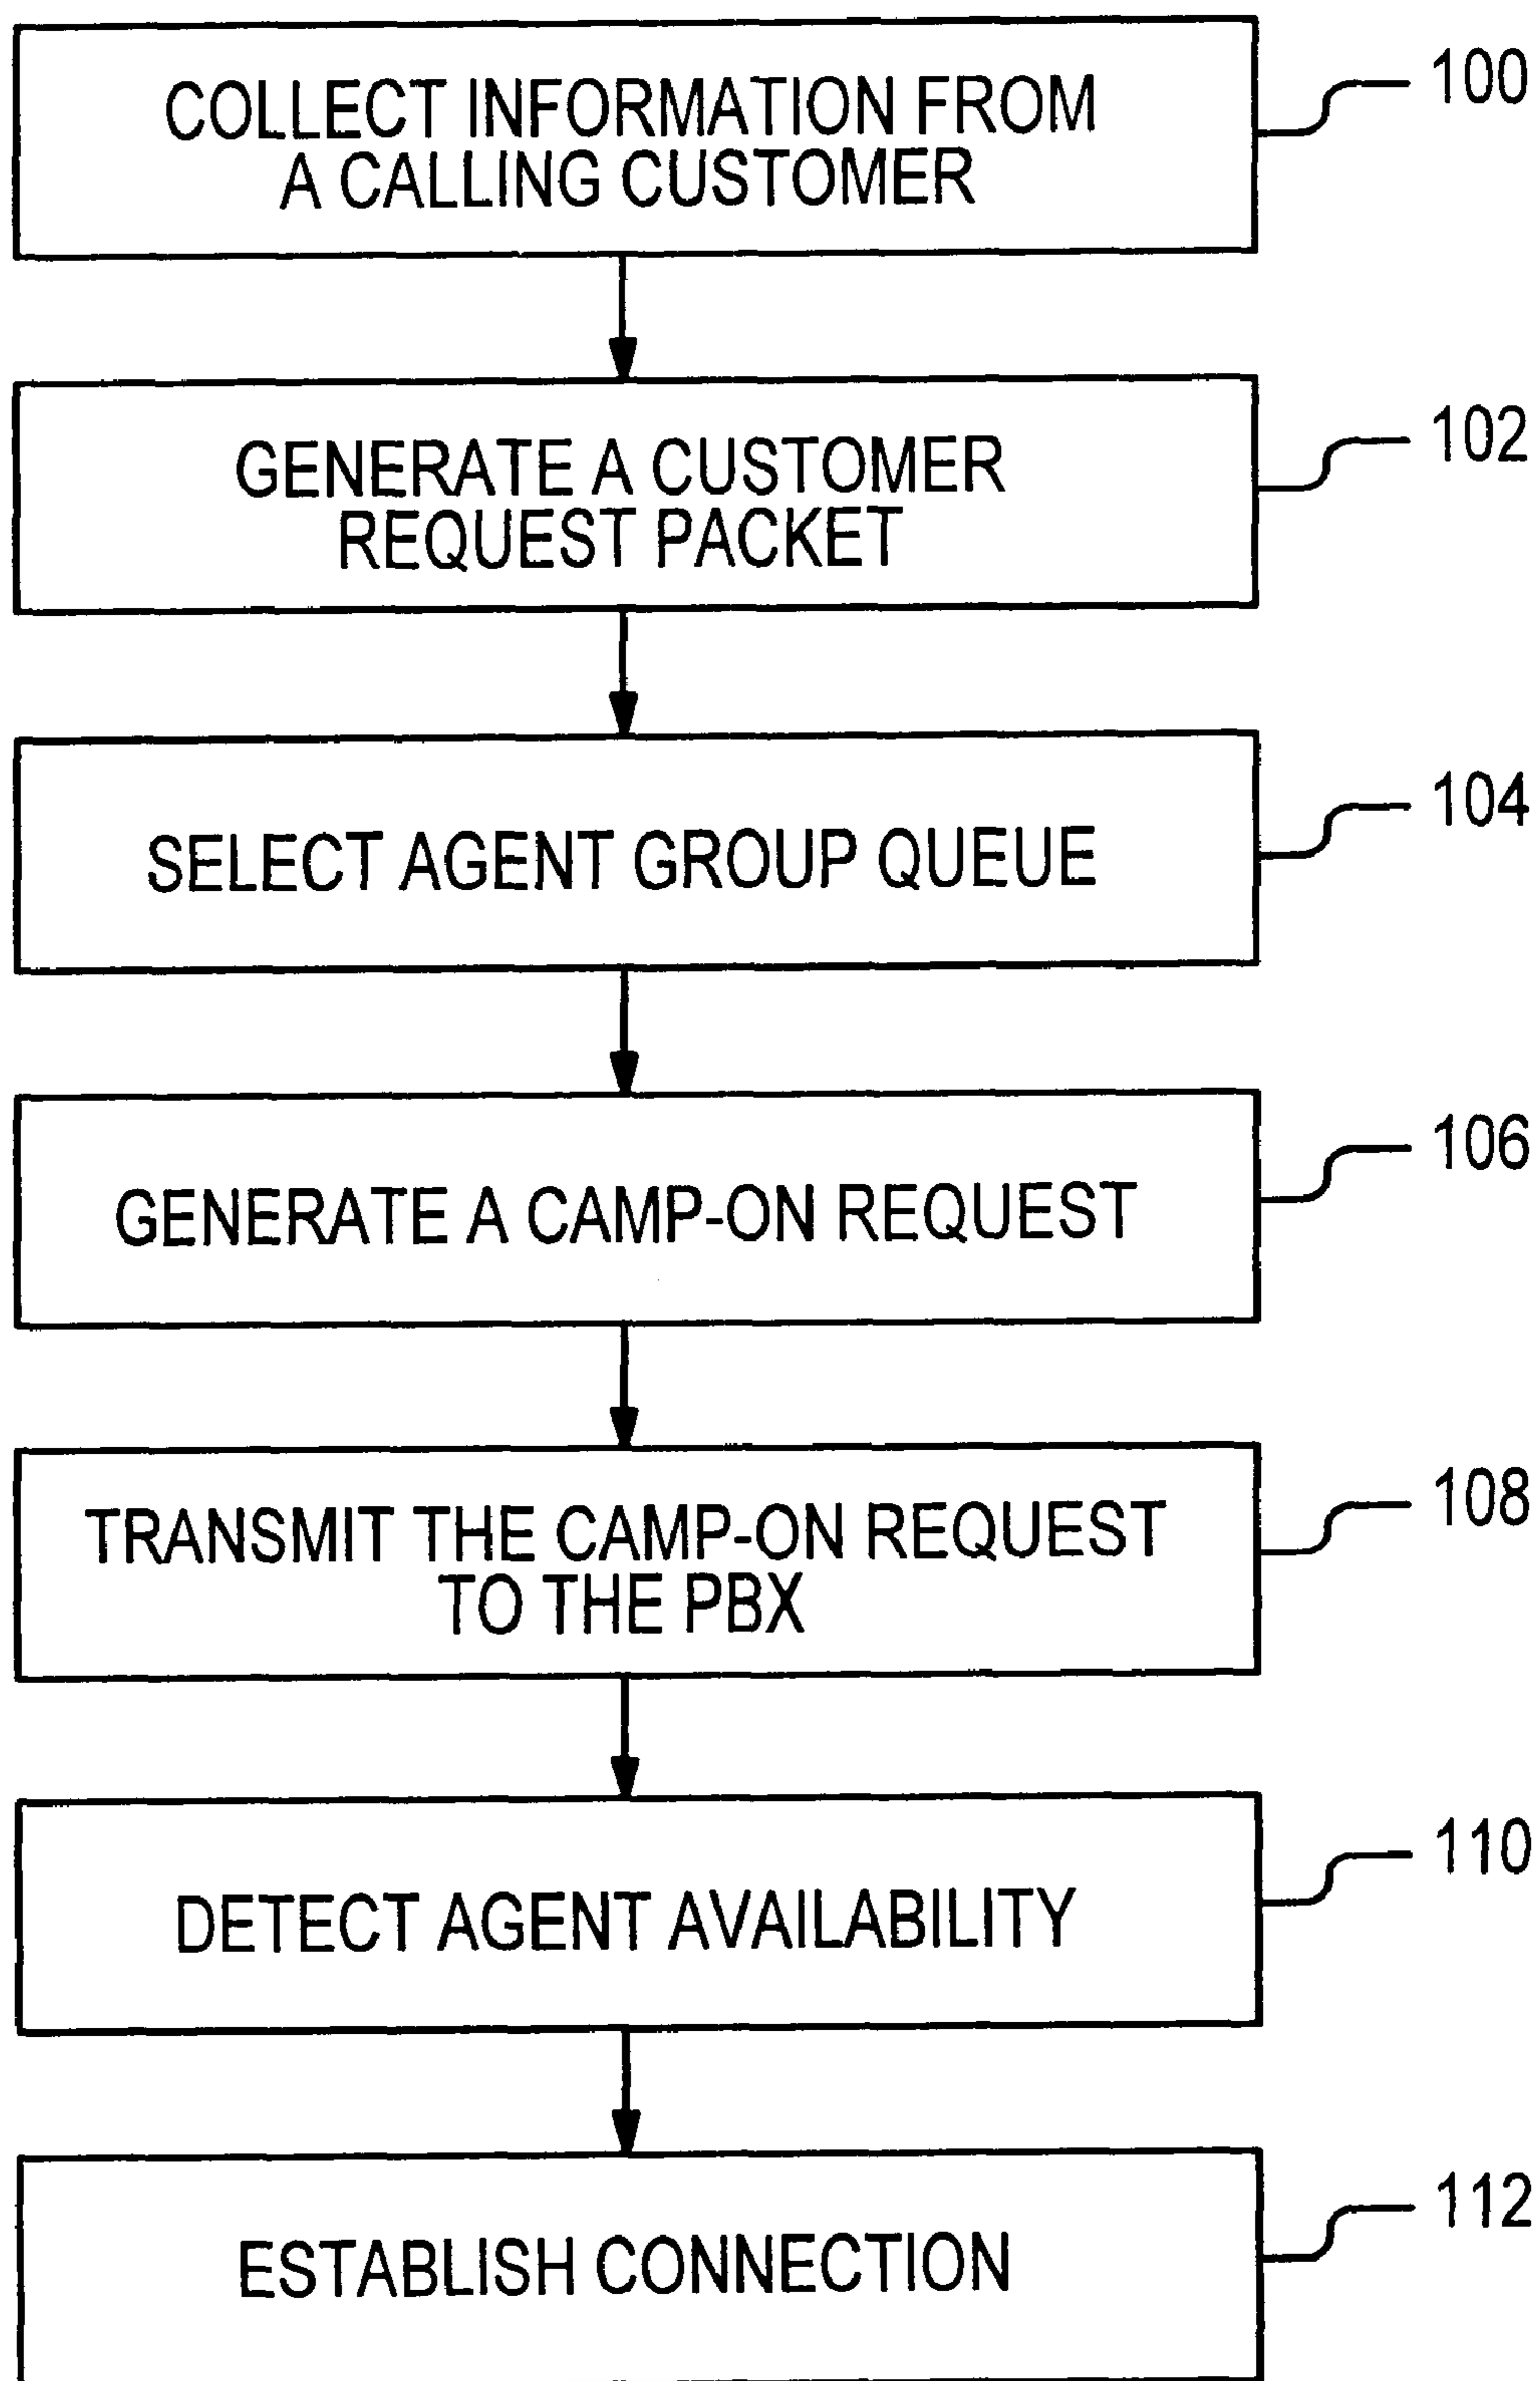 COLLECT INFORMATION FROM
A CALLING CUSTOMER
100
GENERATE A CUSTOMER
REQUEST PACKET
102
SELECT AGENT GROUP QUEUE
104
GENERATE A CAMP-ON REQUEST
106
TRANSMIT THE CAMP-ON REQUEST
TO THE PBX
108
DETECT AGENT AVAILABILITY
110
ESTABLISH CONNECTION
112